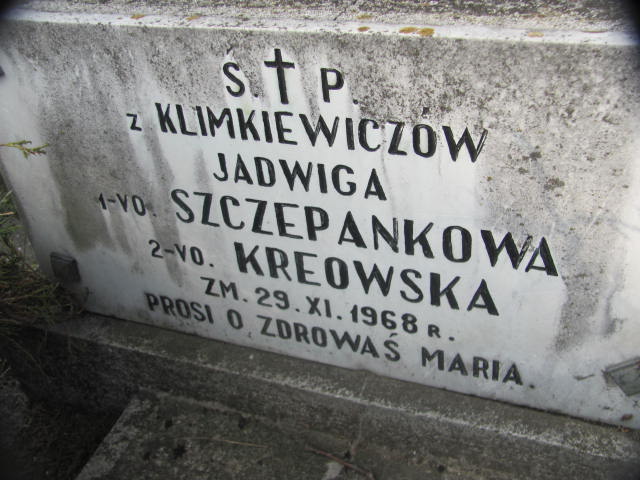 Ś. † P.
z KLIMKIEWICZÓW
JADWIGA
1-VO. SZCZEPANKOWA
2-VO. KREOWSKA
ZM. 29. XI. 1968 R.
PROSI O ZDROWAŚ MARIA.